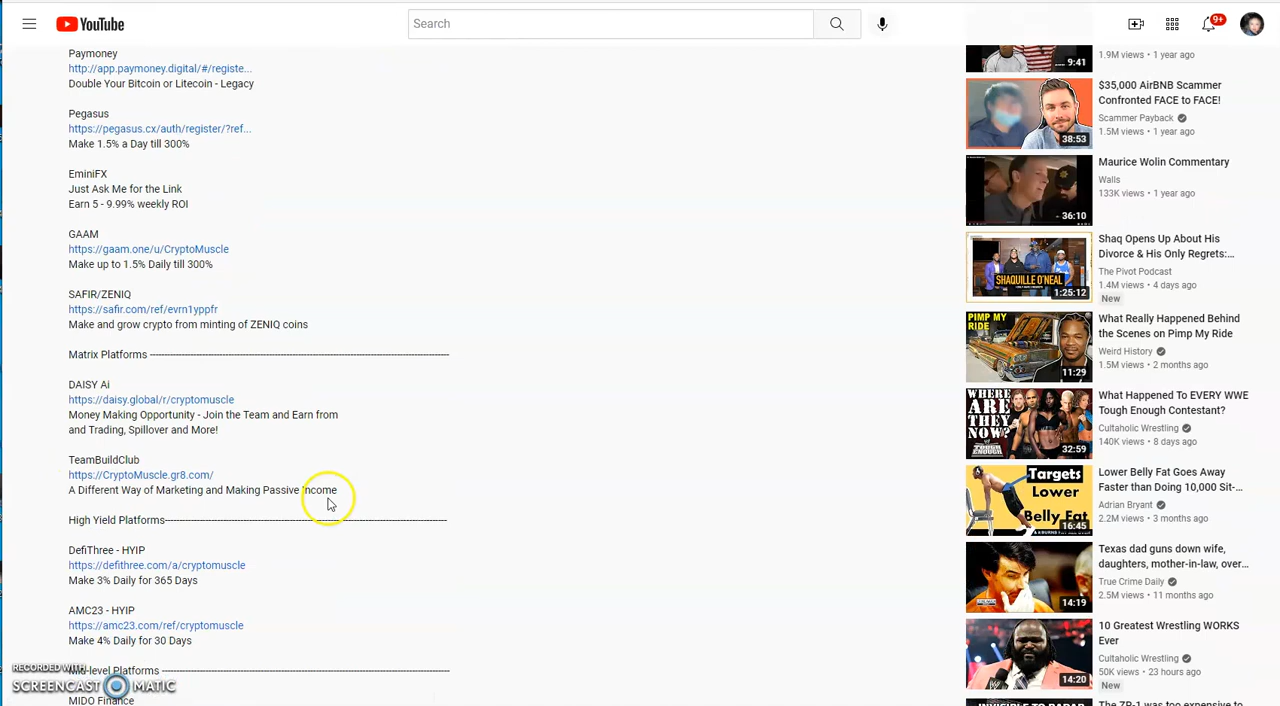 YouTube
Search
9+
Paymoney
http://app.paymoney.digital/#/registe...
Double Your Bitcoin or Litecoin - Legacy
Pegasus
https://pegasus.cx/auth/register/?ref...
Make 1.5% a Day till 300%
EminiFX
Just Ask Me for the Link
Earn 5 - 9.99% weekly ROI
GAAM
https://gaam.one/u/CryptoMuscle
Make up to 1.5% Daily till 300%
SAFIR/ZENIQ
https://safir.com/ref/evrn1yppfr
Make and grow crypto from minting of ZENIQ coins
Matrix Platforms ----------------------------------------------------------------------------------------------------
DAISY Ai
https://daisy.global/r/cryptomuscle
Money Making Opportunity - Join the Team and Earn from
and Trading, Spillover and More!
TeamBuildClub
https://CryptoMuscle.gr8.com/
A Different Way of Marketing and Making Passive Income
High Yield Platforms-----------------------------------------------------------------------------------------------
DefiThree - HYIP
https://defithree.com/a/cryptomuscle
Make 3% Daily for 365 Days
AMC23 - HYIP
https://amc23.com/ref/cryptomuscle
Make 4% Daily for 30 Days
Mid-level Platforms ------------------------------------------------------------------------------------------------
MIDO Finance
RECORDED WITH
SCREENCAST MATIC
9:41
1.9M views • 1 year ago
38:53
$35,000 AirBNB Scammer
Confronted FACE to FACE!
Scammer Payback
1.5M views • 1 year ago
36:10
Maurice Wolin Commentary
Walls
133K views • 1 year ago
SHAQUILLE O'NEAL
1:25:12
Shaq Opens Up About His
Divorce & His Only Regrets:...
The Pivot Podcast
1.4M views • 4 days ago
New
PIMP MY
RIDE
11:29
What Really Happened Behind
the Scenes on Pimp My Ride
Weird History
1.5M views • 2 months ago
WHERE
ARE
THEY
NOW?
32:59
What Happened To EVERY WWE
Tough Enough Contestant?
Cultaholic Wrestling
140K views • 8 days ago
Targets
Lower
Belly Fat
16:45
Lower Belly Fat Goes Away
Faster than Doing 10,000 Sit-...
Adrian Bryant
2.2M views • 3 months ago
14:19
Texas dad guns down wife,
daughters, mother-in-law, over...
True Crime Daily
2.5M views • 11 months ago
14:20
10 Greatest Wrestling WORKS
Ever
Cultaholic Wrestling
50K views • 23 hours ago
New